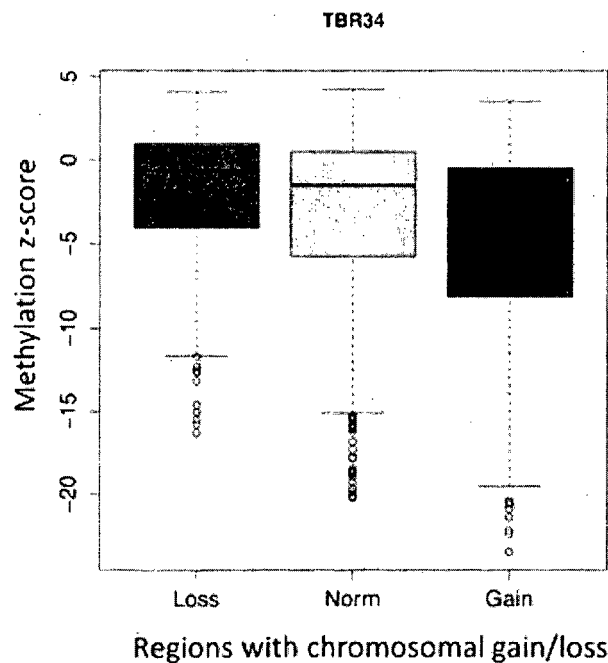 TBR34
Methylation z-score
5
0
−5
−10
−15
−20
Loss Norm Gain
Regions with chromosomal gain/loss